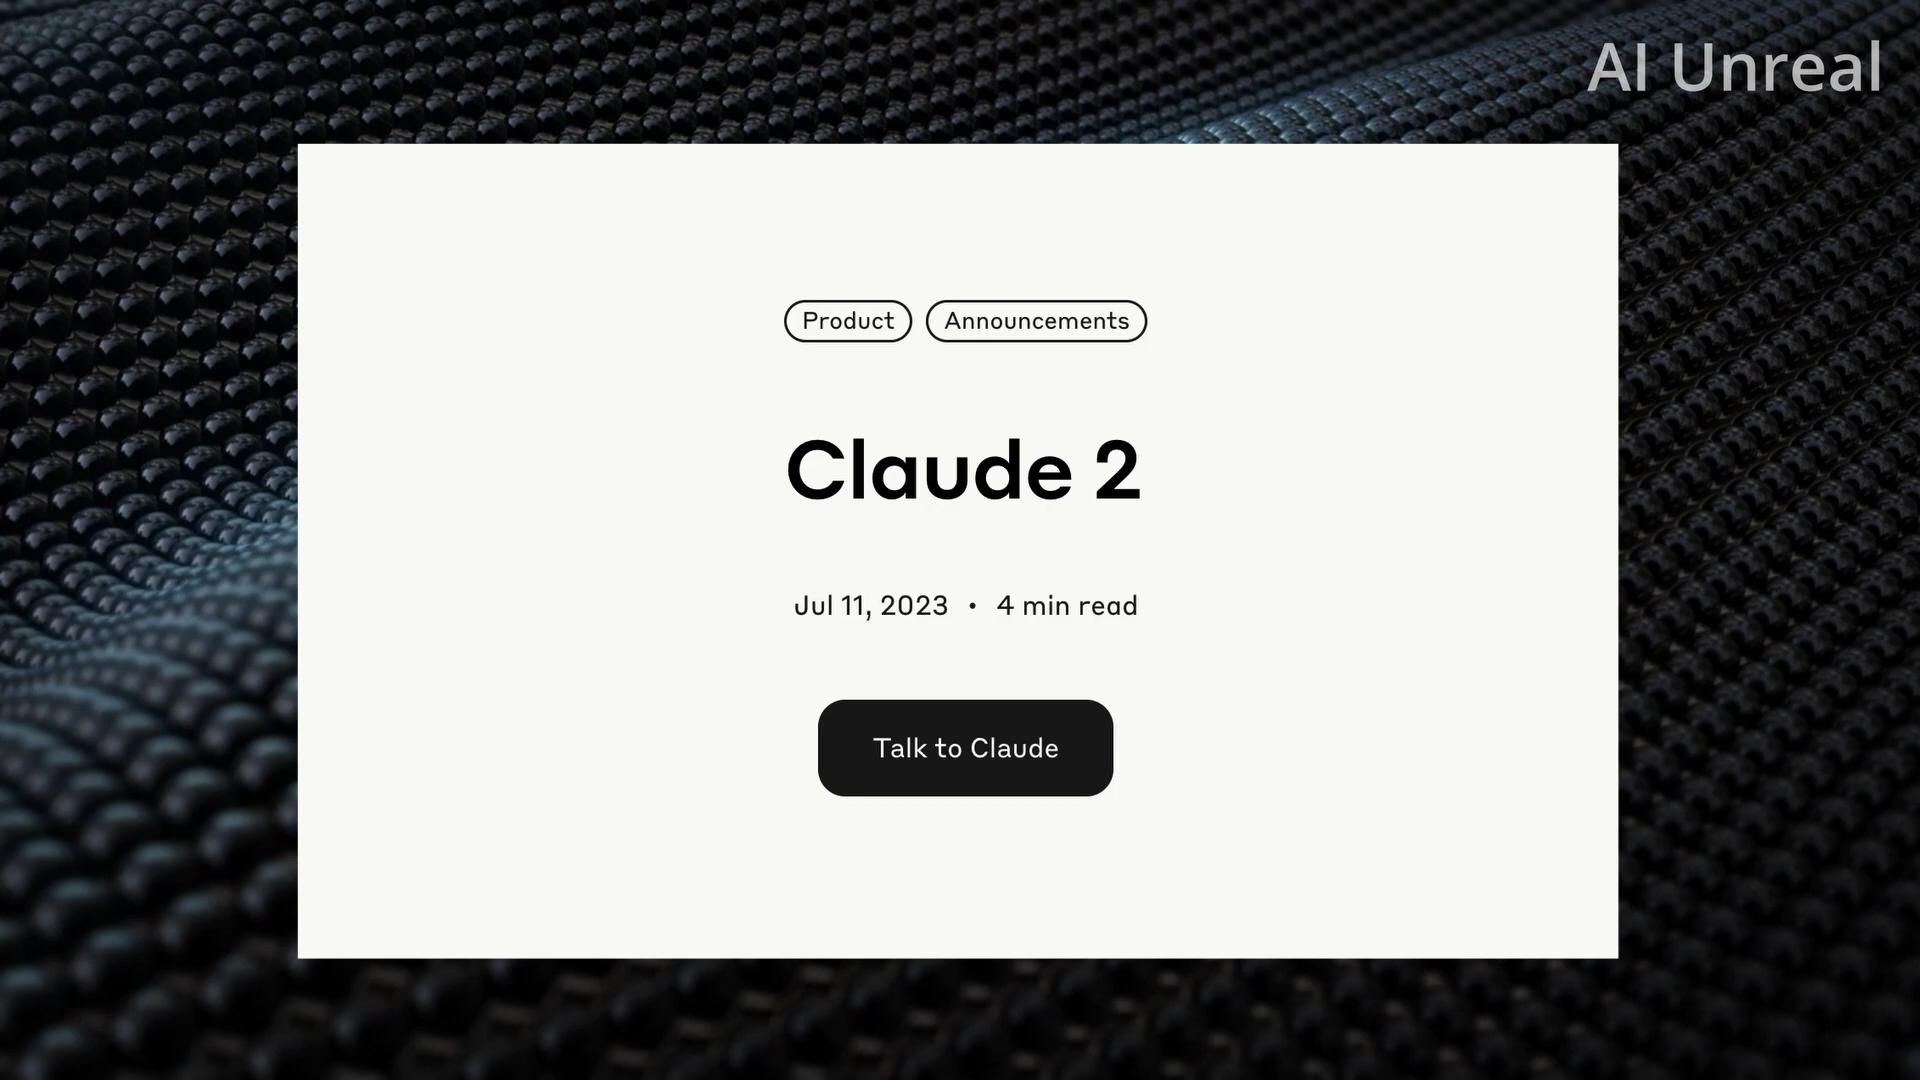 AI Unreal
Product Announcements
Claude 2
Jul 11, 2023 • 4 min read
Talk to Claude